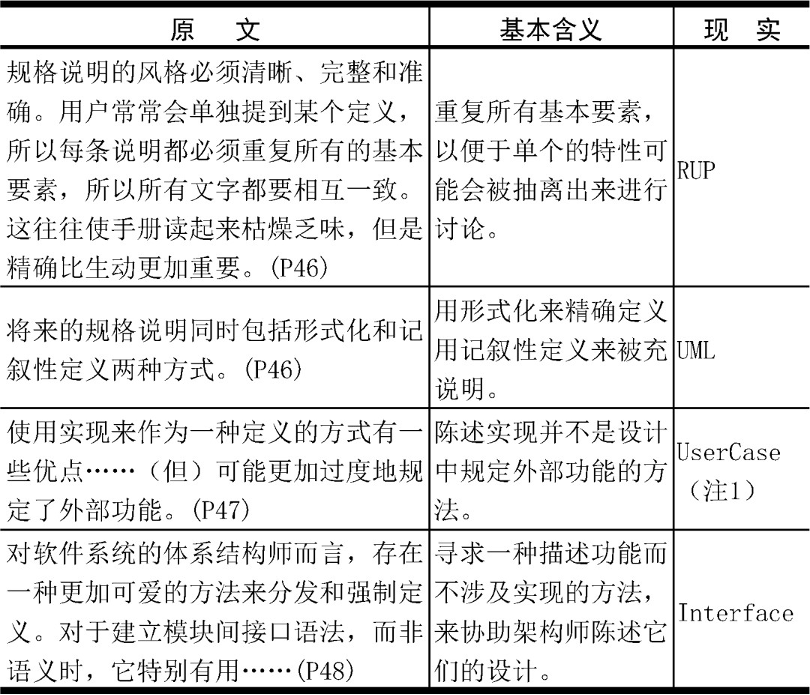 原 文
基本含义
现 实
规格说明的风格必须清晰、完整和准
确。用户常常会单独提到某个定义，
所以每条说明都必须重复所有的基本
要素，所以所有文字都要相互一致。
这往往使手册读起来枯燥乏味，但是
精确比生动更加重要。(P46)
重复所有基本要素，
以便于单个的特性可
能会被抽离出来进行
讨论。
RUP
将来的规格说明同时包括形式化和记
叙性定义两种方式。(P46)
用形式化来精确定义
用记叙性定义来被充
说明。
UML
使用实现来作为一种定义的方式有一
些优点……（但）可能更加过度地规
定了外部功能。(P47)
陈述实现并不是设计
中规定外部功能的方
法。
UserCase
（注1）
对软件系统的体系结构师而言，存在
一种更加可爱的方法来分发和强制定
义。对于建立模块间接口语法，而非
语义时，它特别有用……(P48)
寻求一种描述功能而
不涉及实现的方法，
来协助架构师陈述它
们的设计。
Interface